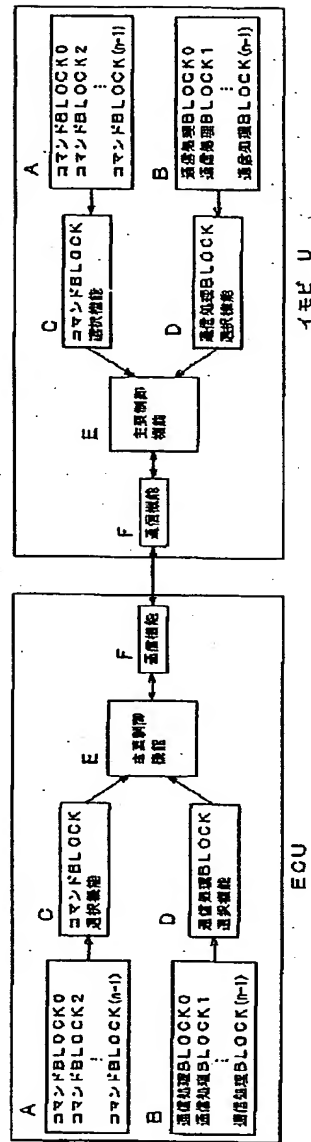 A
コマンドBLOCK0
コマンドBLOCK2
⋮
コマンドBLOCK(n-1)
B
通信処理BLOCK0
通信処理BLOCK1
⋮
通信処理BLOCK(n-1)
C
コマンドBLOCK
選択機能
D
通信処理BLOCK
選択機能
E
主要制御
機能
F
通信機能
ECU
F
通信機能
E
主要制御
機能
C
コマンドBLOCK
選択機能
D
通信処理BLOCK
選択機能
A
コマンドBLOCK0
コマンドBLOCK2
⋮
コマンドBLOCK(n-1)
B
通信処理BLOCK0
通信処理BLOCK1
⋮
通信処理BLOCK(n-1)
イモビ U